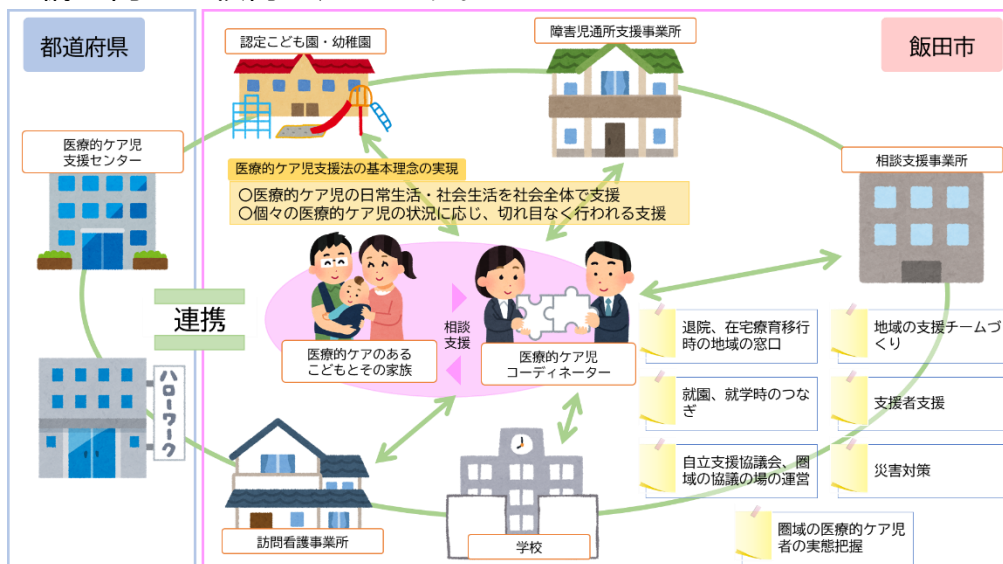 都道府県
飯田市
認定こども園・幼稚園
障害児通所支援事業所
医療的ケア児
支援センター
相談支援事業所
医療的ケア児支援法の基本理念の実現
〇医療的ケア児の日常生活・社会生活を社会全体で支援
〇個々の医療的ケア児の状況に応じ、切れ目なく行われる支援
連携
相談
支援
医療的ケアのある
こどもとその家族
医療的ケア児
コーディネーター
退院、在宅療育移行
時の地域の窓口
地域の支援チームづ
くり
就園、就学時のつな
ぎ
支援者支援
自立支援協議会、圏
域の協議の場の運営
災害対策
圏域の医療的ケア児
者の実態把握
ハローワーク
訪問看護事業所
学校